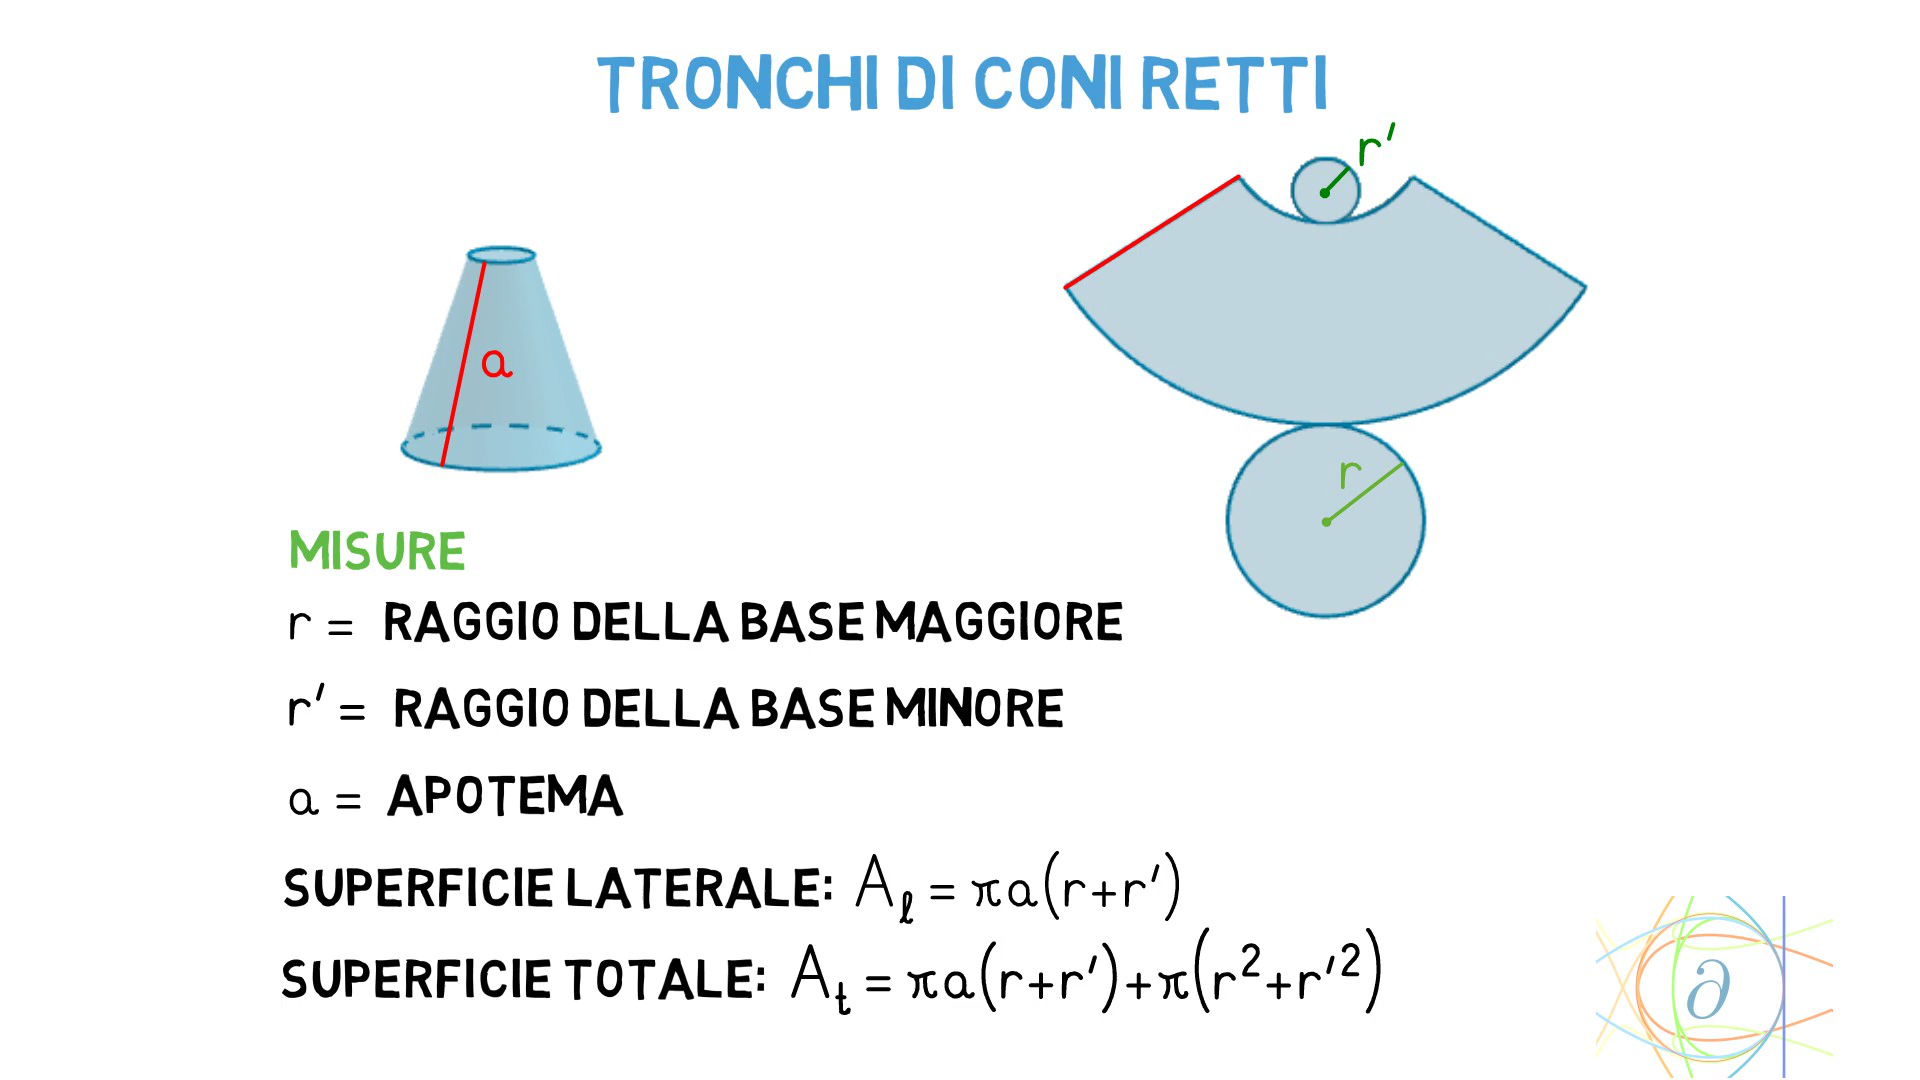 TRONCHI DI CONI RETTI
r'
a
r
MISURE
r = RAGGIO DELLA BASE MAGGIORE
r' = RAGGIO DELLA BASE MINORE
a = APOTEMA
SUPERFICIE LATERALE: Aₗ = πa(r+r')
SUPERFICIE TOTALE: Aₜ = πa(r+r')+π(r²+r'²)
∂